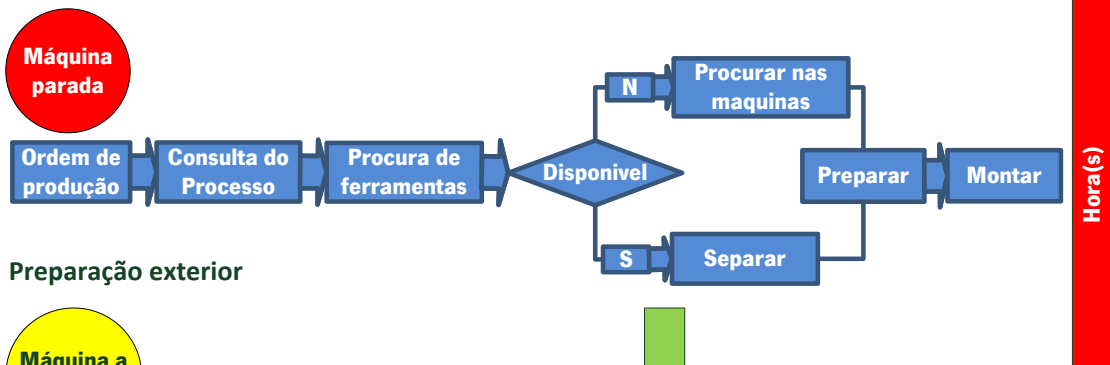 Máquina
parada
Ordem de
produção
Consulta do
Processo
Procura de
ferramentas
Disponivel
N
Procurar nas
maquinas
S
Separar
Preparar
Montar
Hora(s)
Preparação exterior
Máquina a